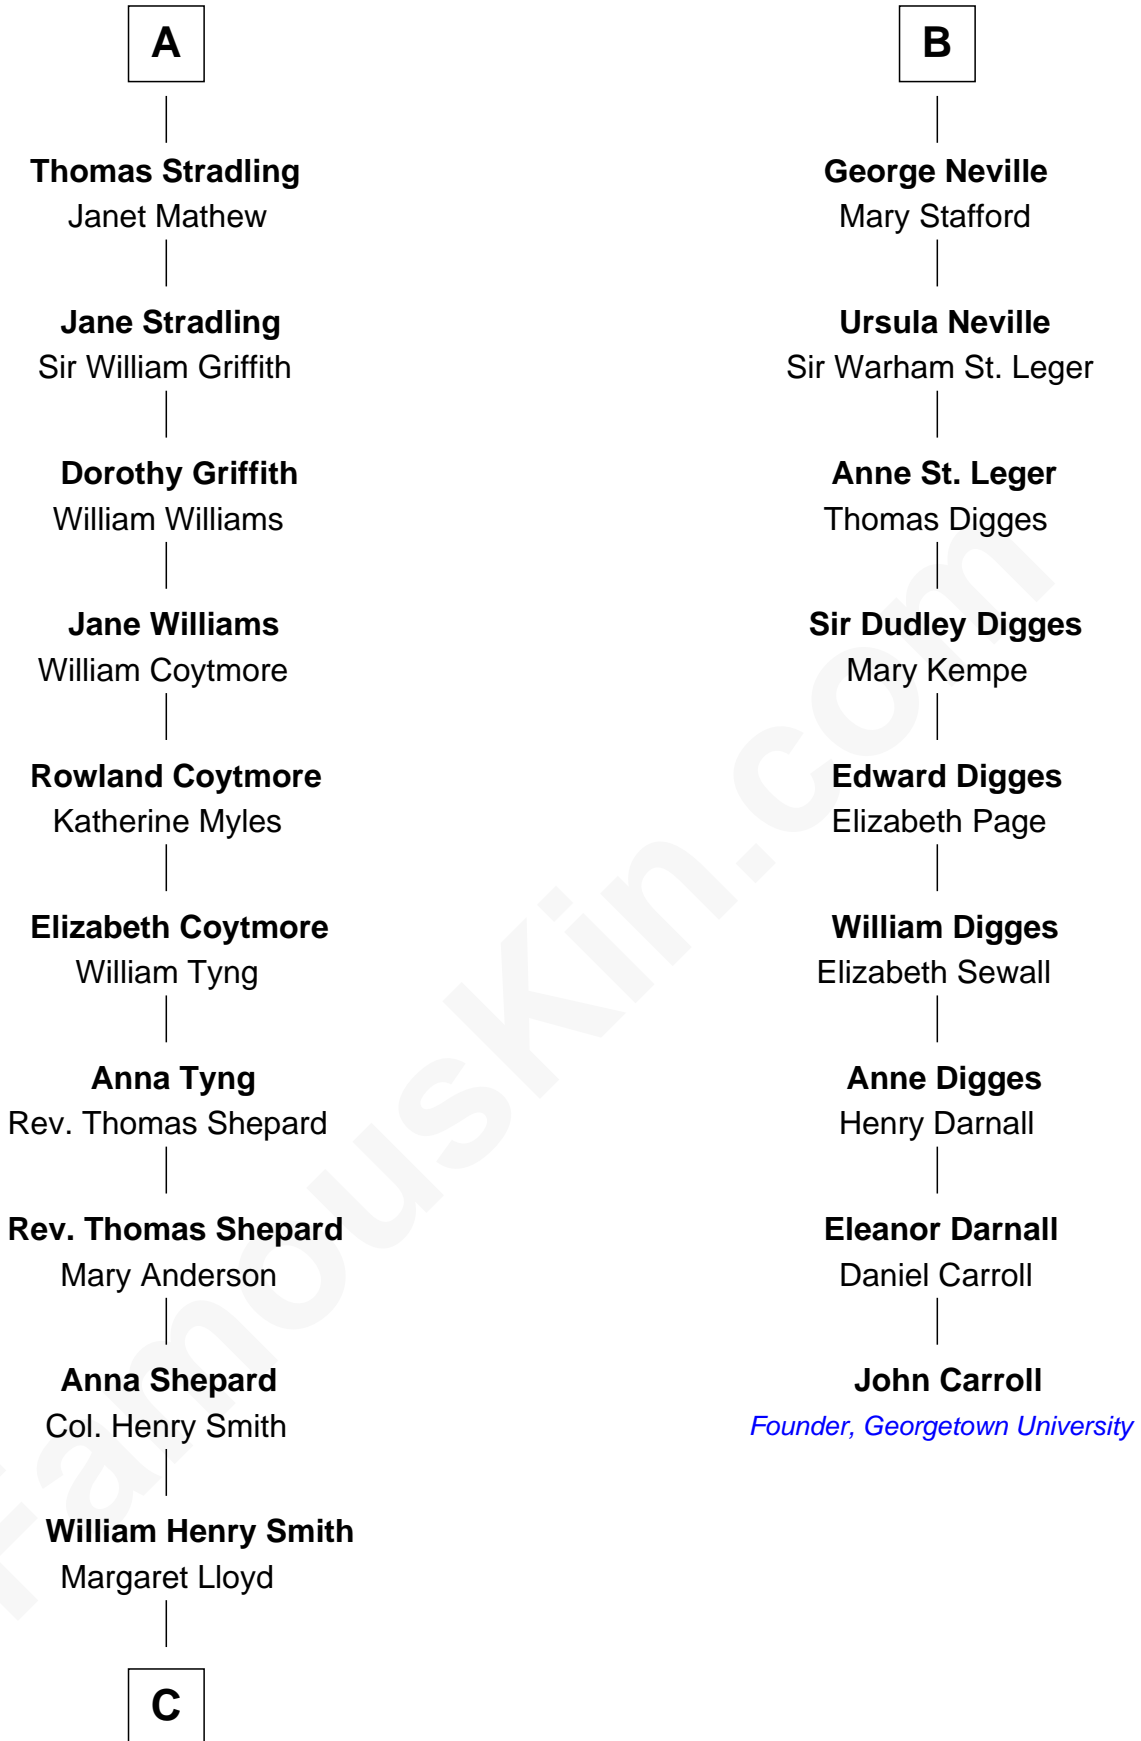 A
Thomas Stradling
Janet Mathew
Jane Stradling
Sir William Griffith
Dorothy Griffith
William Williams
Jane Williams
William Coytmore
Rowland Coytmore
Katherine Myles
Elizabeth Coytmore
William Tyng
Anna Tyng
Rev. Thomas Shepard
Rev. Thomas Shepard
Mary Anderson
Anna Shepard
Col. Henry Smith
William Henry Smith
Margaret Lloyd
C
B
George Neville
Mary Stafford
Ursula Neville
Sir Warham St. Leger
Anne St. Leger
Thomas Digges
Sir Dudley Digges
Mary Kempe
Edward Digges
Elizabeth Page
William Digges
Elizabeth Sewall
Anne Digges
Henry Darnall
Eleanor Darnall
Daniel Carroll
John Carroll
Founder, Georgetown University
FamousKin.com